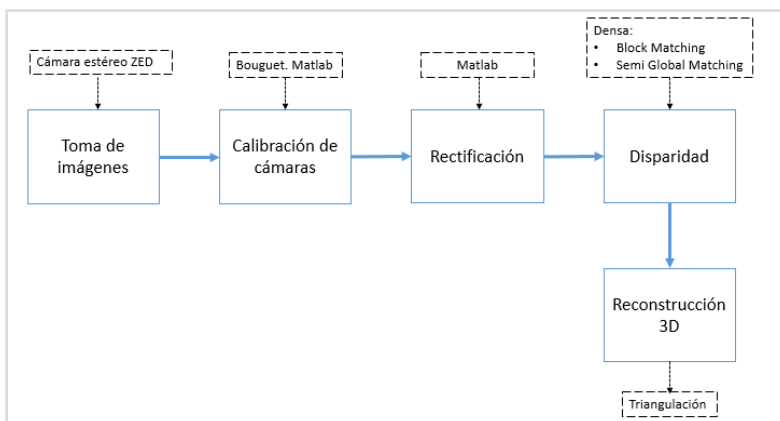 Cámara estéreo ZED
Bouguet. Matlab
Matlab
Densa:
• Block Matching
• Semi Global Matching
Toma de
imágenes
Calibración de
cámaras
Rectificación
Disparidad
Reconstrucción
3D
Triangulación